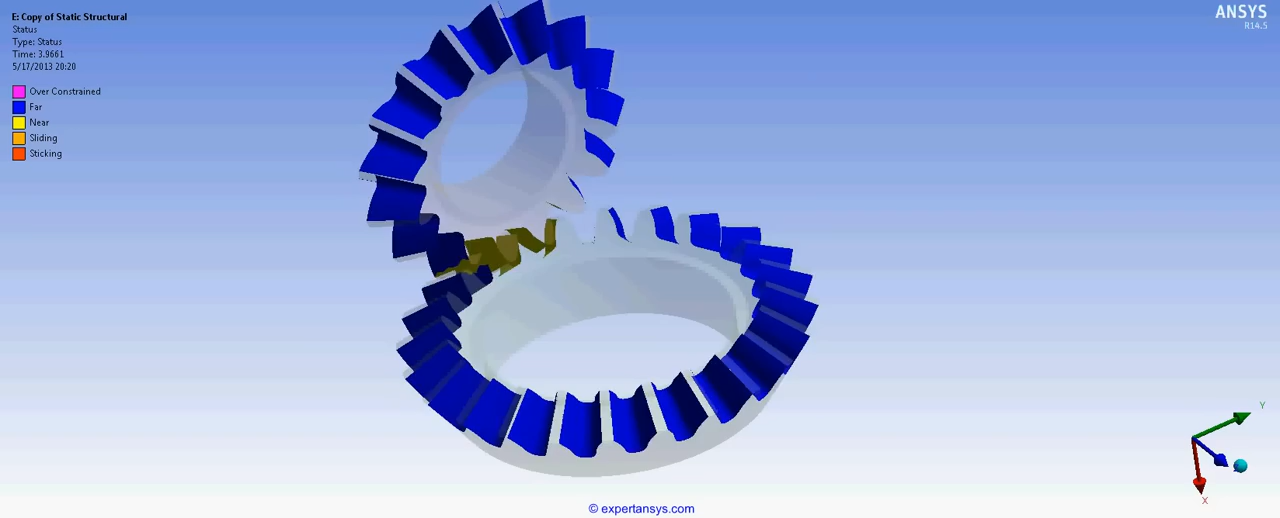 E: Copy of Static Structural
Status
Type: Status
Time: 3.9661
5/17/2013 20:20
Over Constrained
Far
Near
Sliding
Sticking
ANSYS
R14.5
Y
X
© expertansys.com